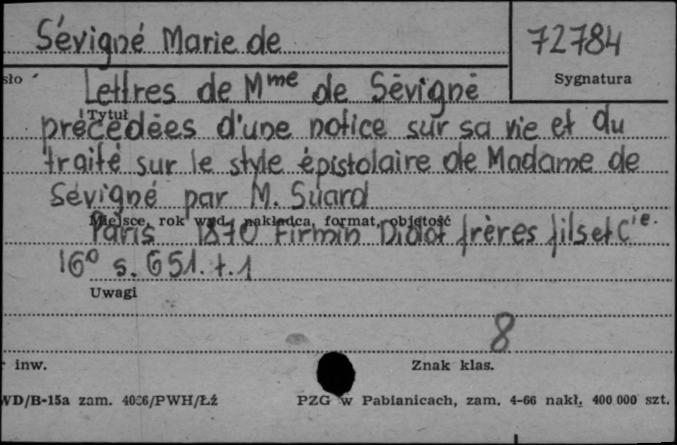 Sévigné Marie de
72784
sło
Sygnatura
Lettres de Mme de Sévigné
Tytuł
précédées d'une notice sur sa vie et du
traité sur le style épistolaire de Madame de
Sévigné par M. Suard
Miejsce, rok wyd., nakładca, format, objętość
Paris 1870 Firmin Didot frères fils et Cie.
16o s. 651. t. 1
Uwagi
8
inw.
Znak klas.
WD/B-15a zam. /PWH/Łź
PZG w Pabianicach, zam. 4-66 nakł. 400 000 szt.